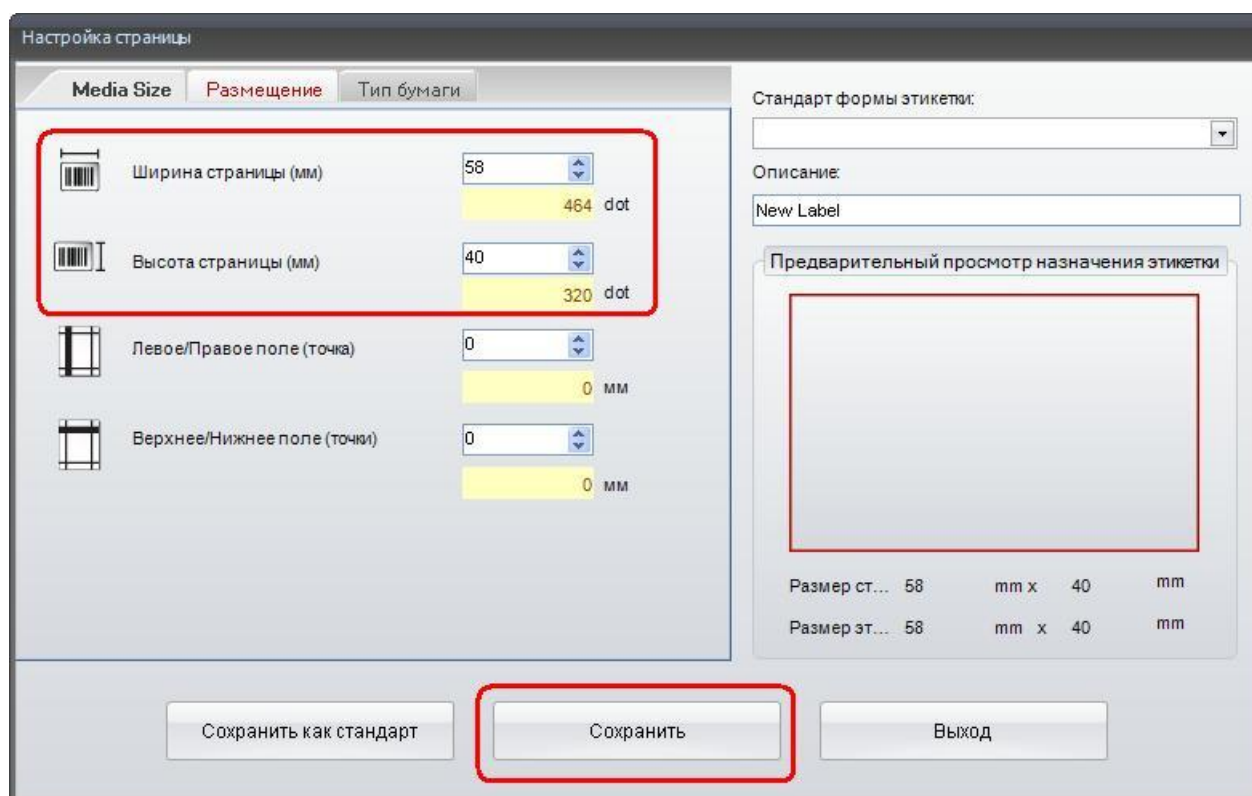 Настройка страницы
Media Size Размещение Тип бумаги
Ширина страницы (мм) 58
464 dot
Высота страницы (мм) 40
320 dot
Левое/Правое поле (точка) 0
0 мм
Верхнее/Нижнее поле (точки) 0
0 мм
Стандарт формы этикетки:
Описание:
New Label
Предварительный просмотр назначения этикетки
Размер ст... 58 mm x 40 mm
Размер эт... 58 mm x 40 mm
Сохранить как стандарт Сохранить Выход